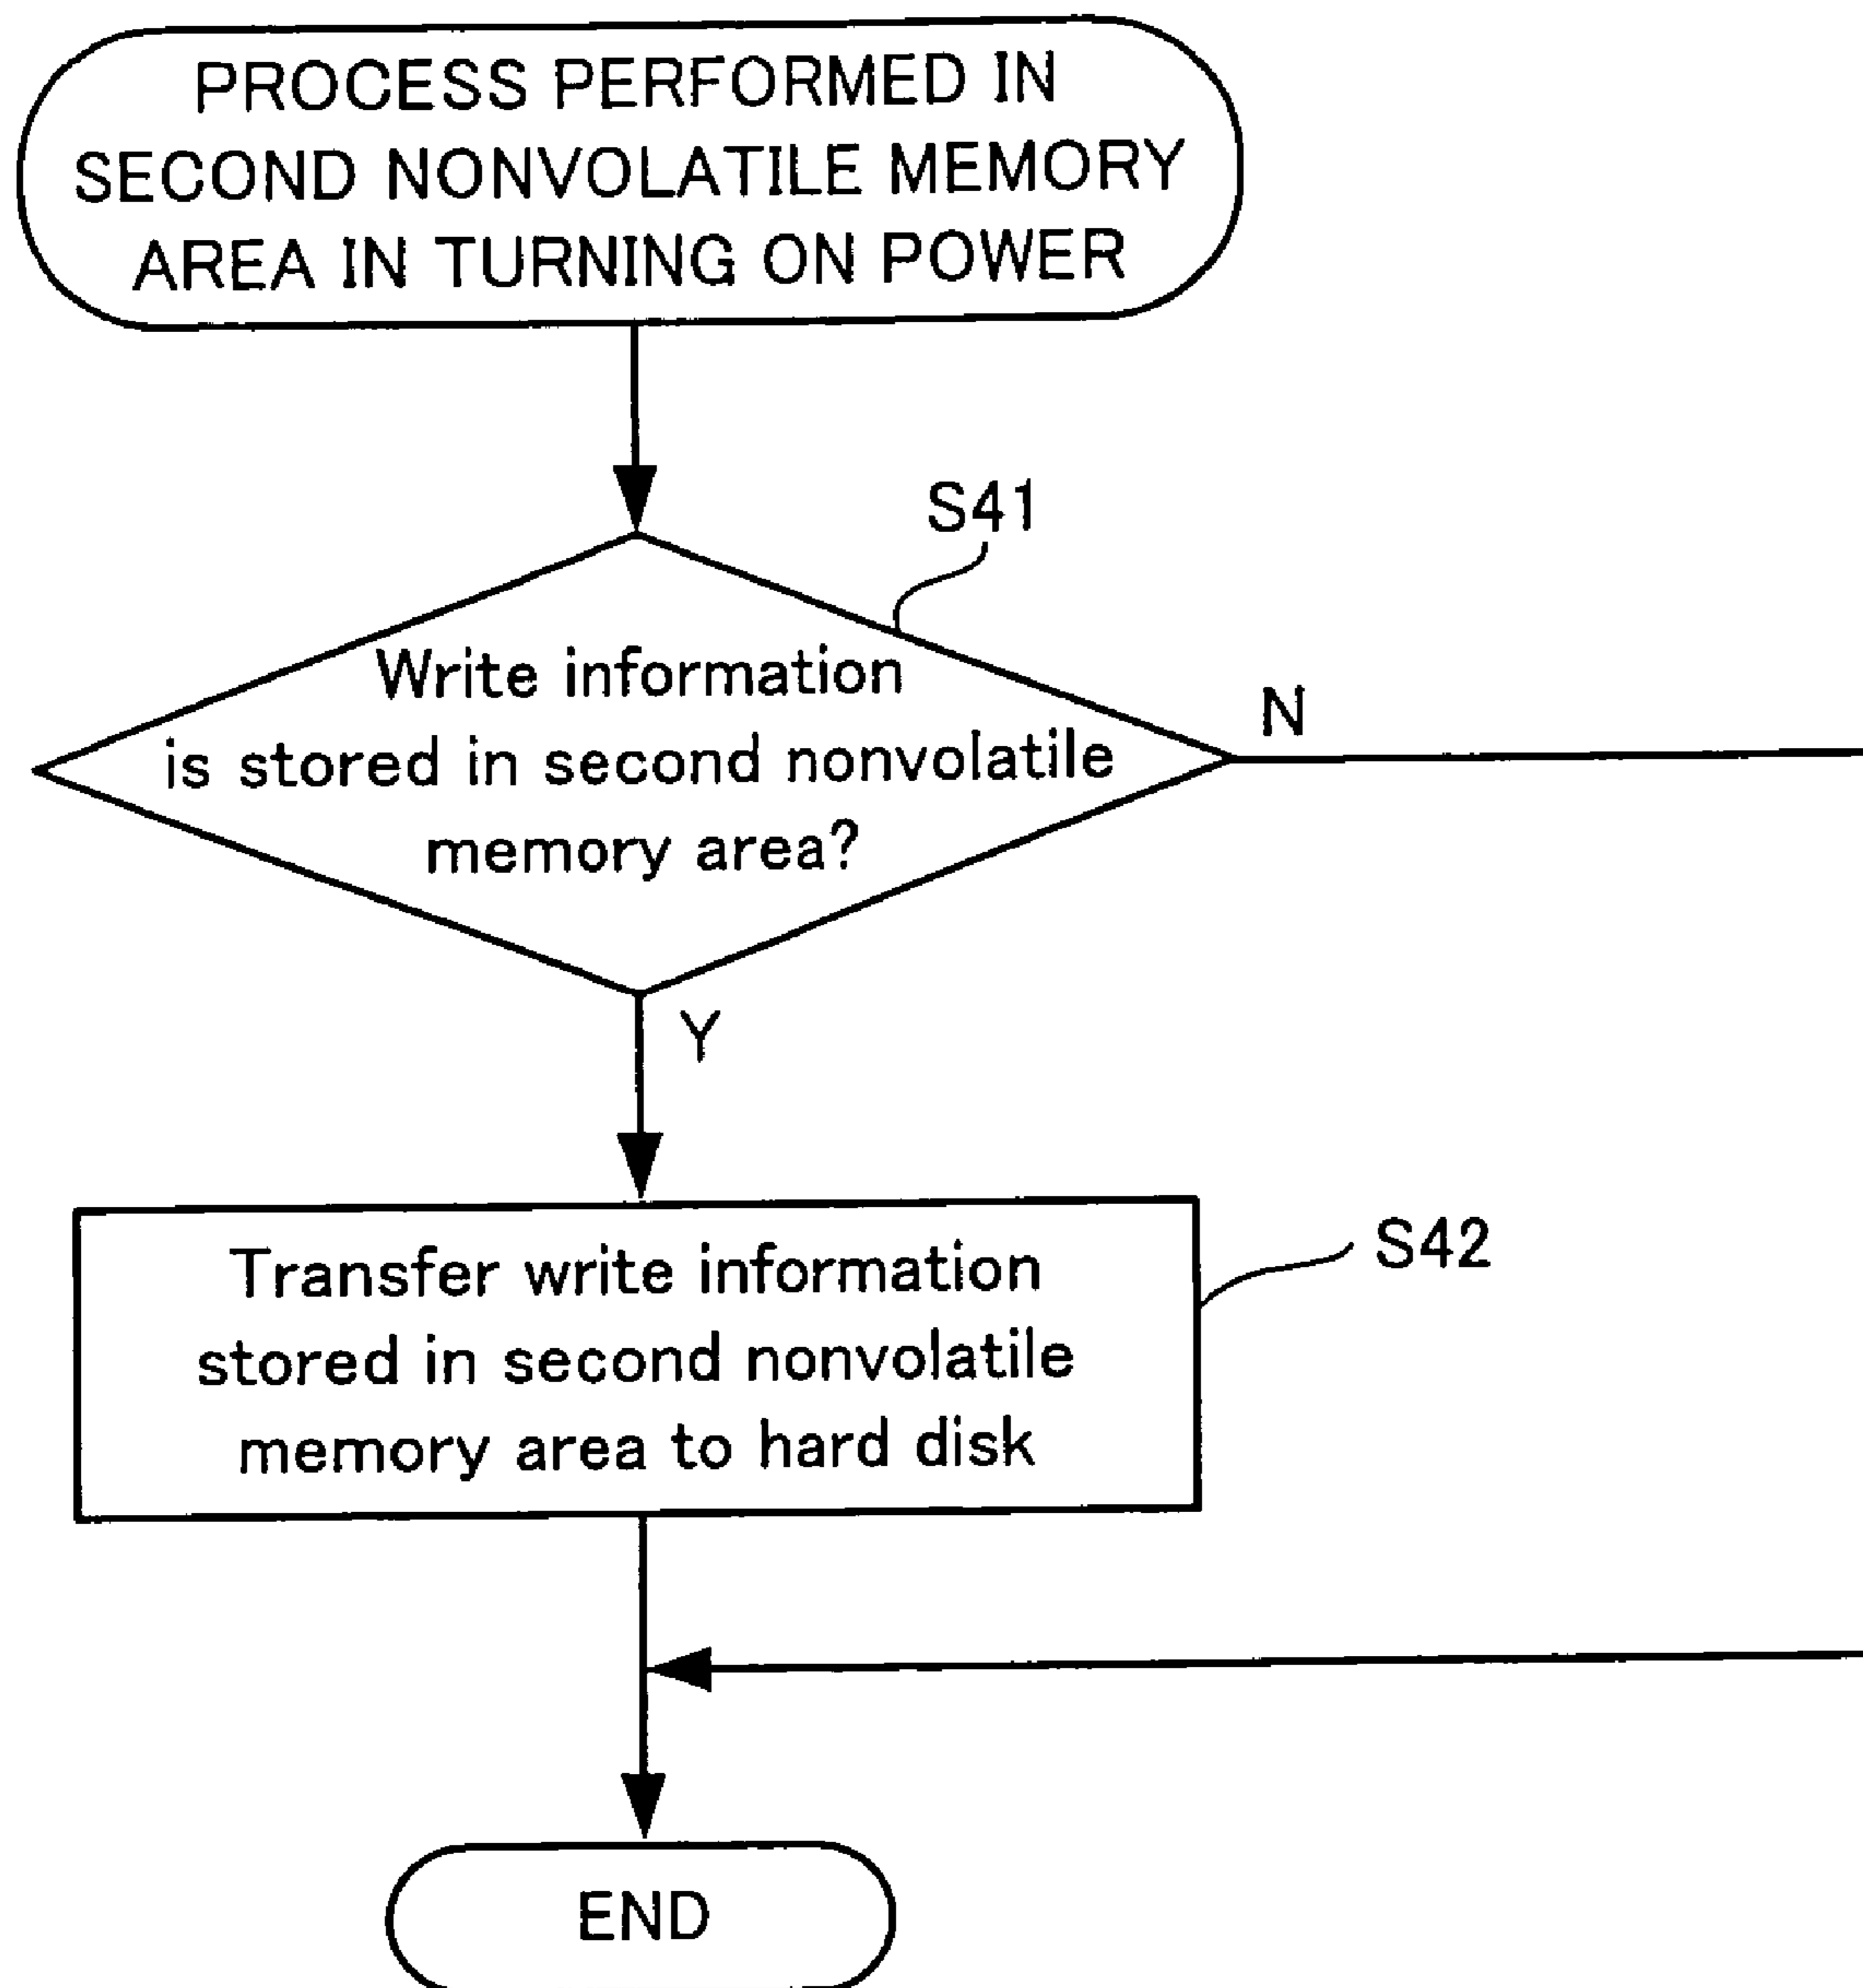 PROCESS PERFORMED IN
SECOND NONVOLATILE MEMORY
AREA IN TURNING ON POWER
S41
Write information
is stored in second nonvolatile
memory area?
N
Y
Transfer write information
stored in second nonvolatile
memory area to hard disk
S42
END